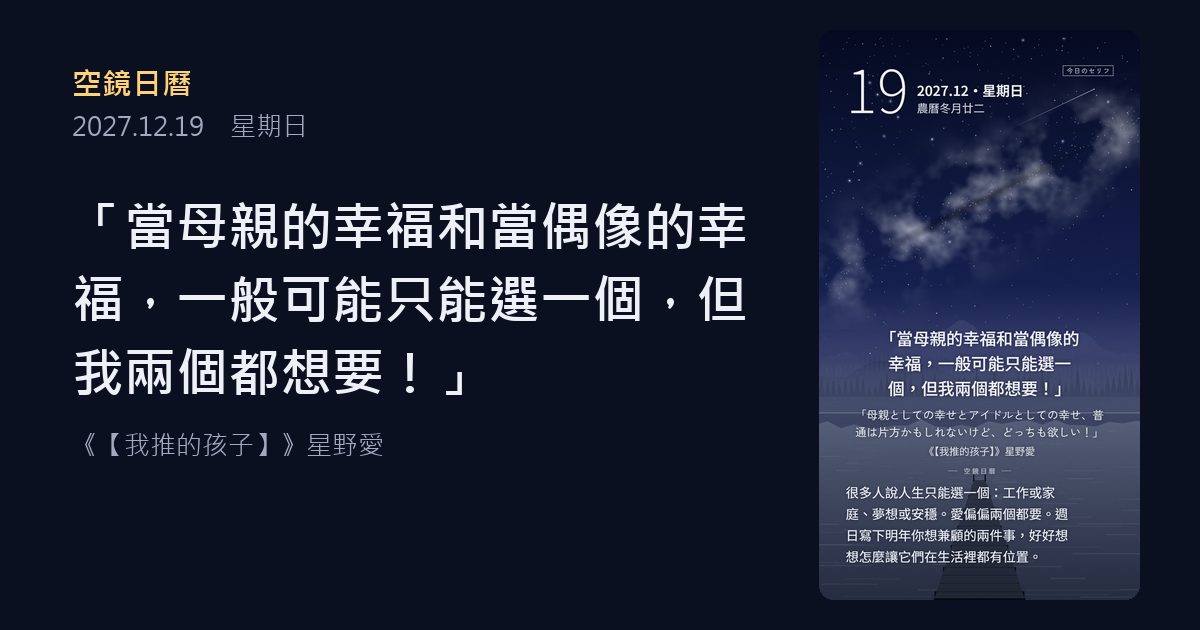 空鏡日曆
2027.12.19 星期日
「當母親的幸福和當偶像的幸
福，一般可能只能選一個，但
我兩個都想要！」
《【我推的孩子】》星野愛
19
2027.12・星期日
農曆冬月廿二
今日のセリフ
「當母親的幸福和當偶像的
幸福，一般可能只能選一
個，但我兩個都想要！」
「母親としての幸せとアイドルとしての幸せ、普
通は片方かもしれないけど、どっちも欲しい！」
《【我推的孩子】》星野愛
— 空鏡日曆 —
很多人說人生只能選一個：工作或家
庭、夢想或安穩。愛偏偏兩個都要。週
日寫下明年你想兼顧的兩件事，好好想
想怎麼讓它們在生活裡都有位置。